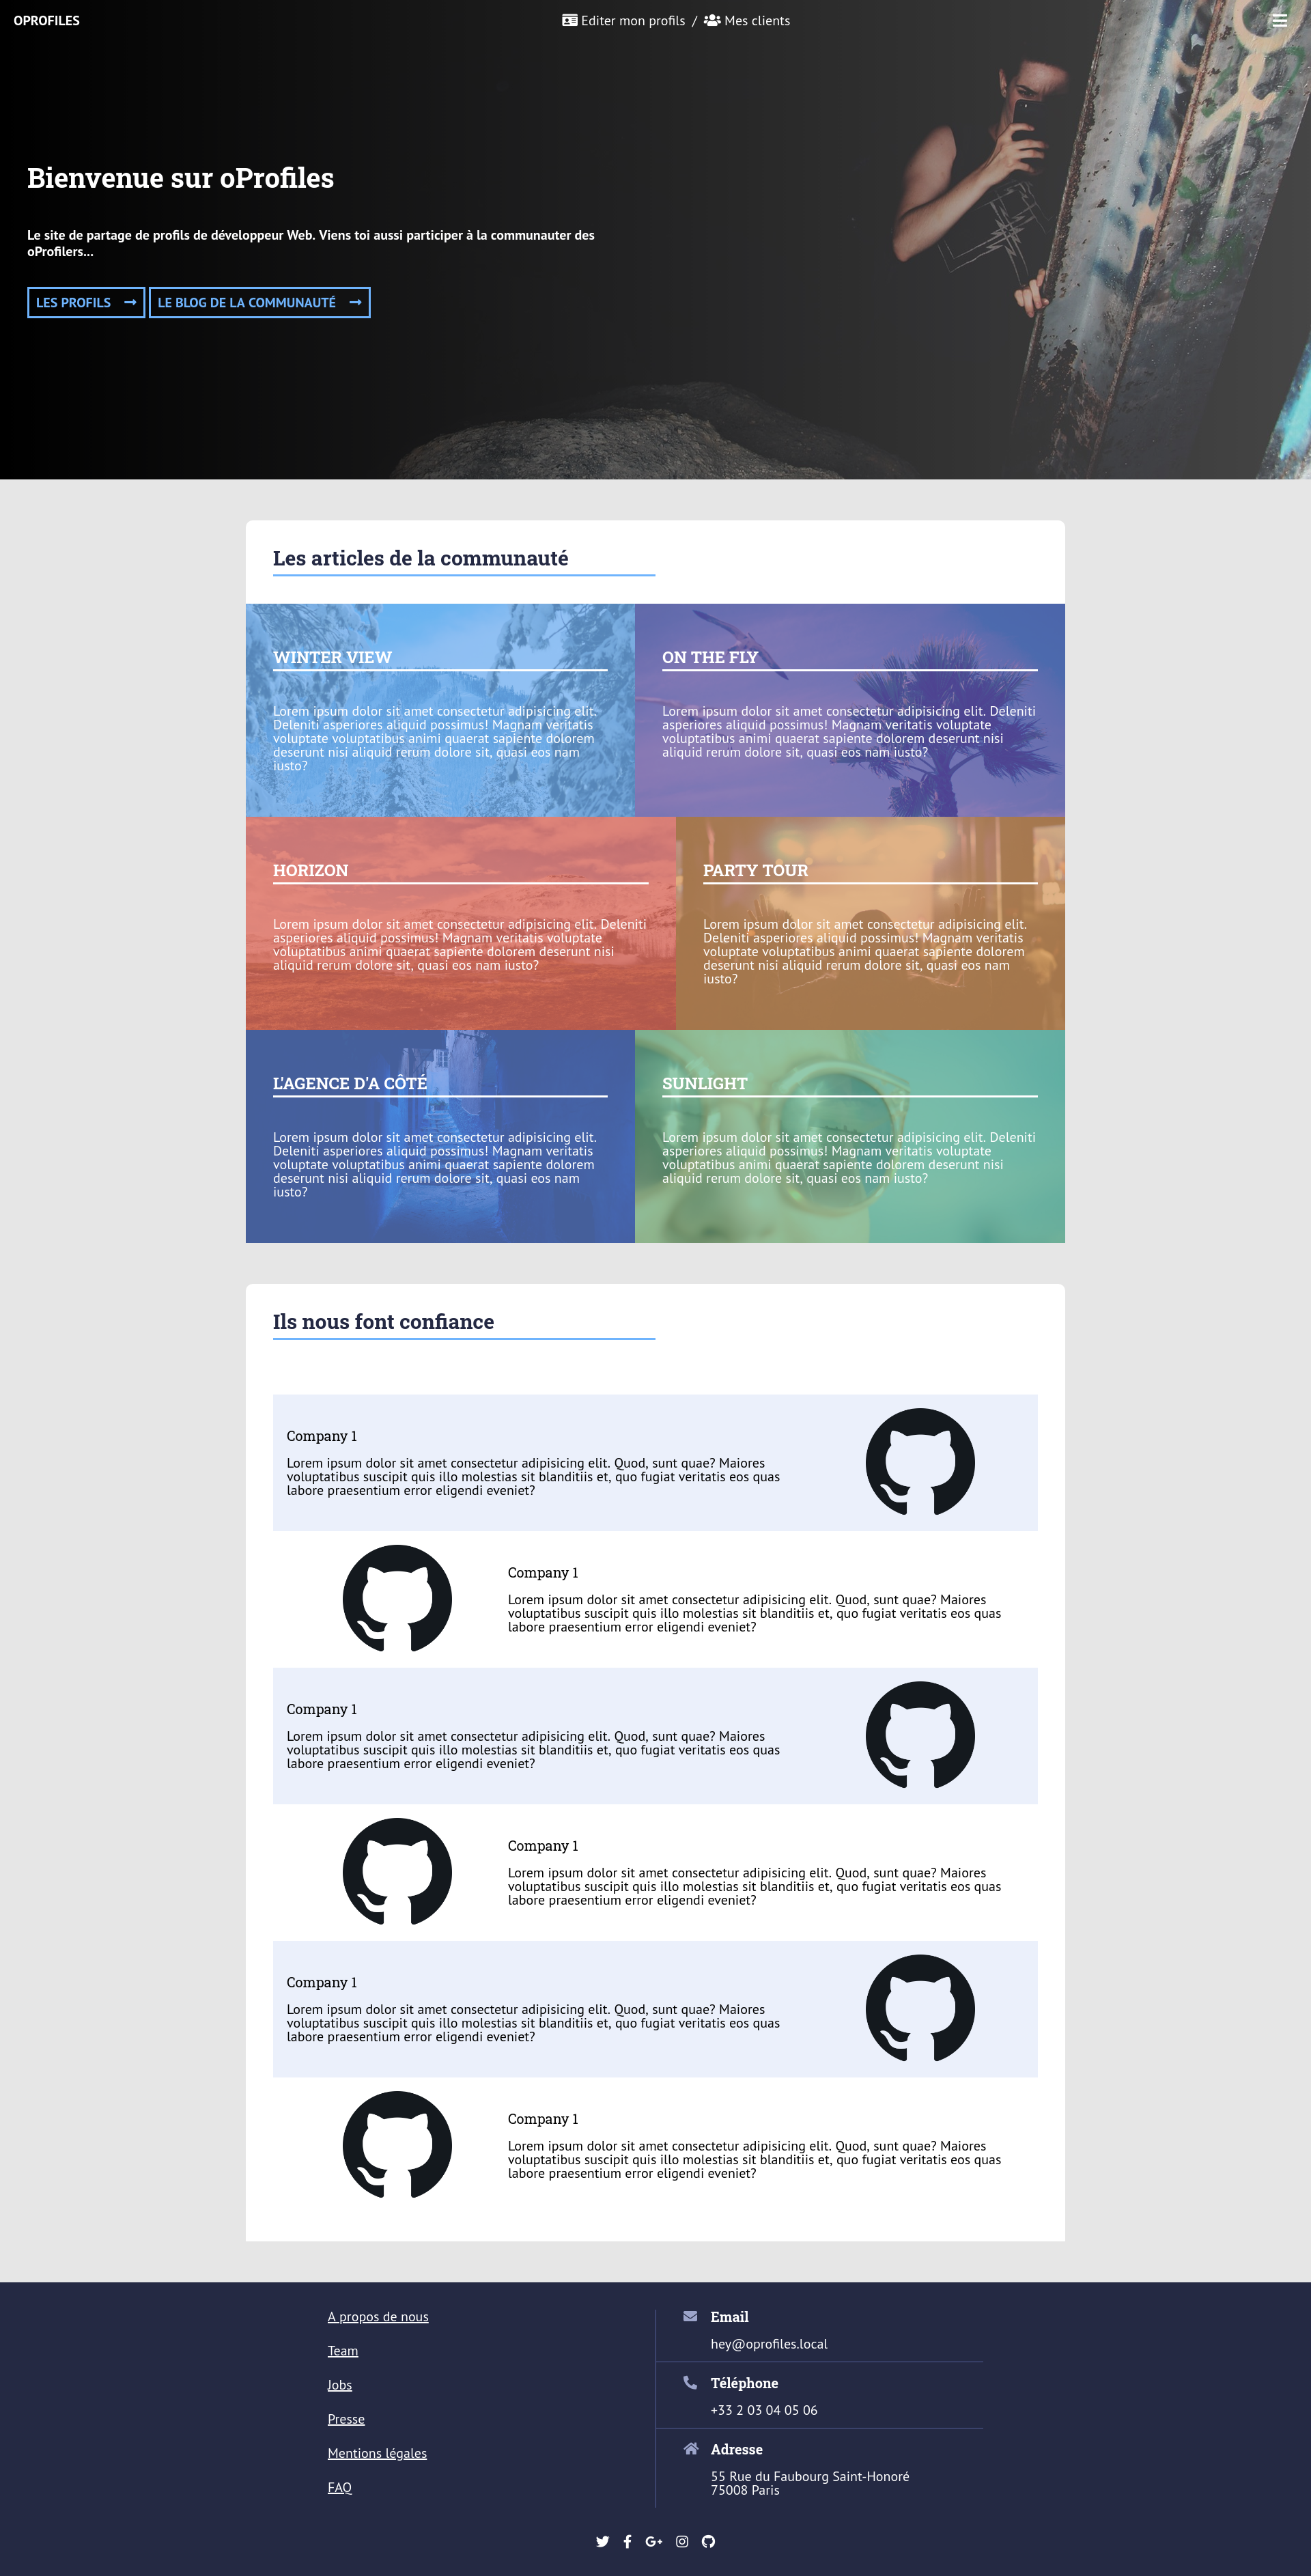 OPROFILES
Editer mon profils / Mes clients
Bienvenue sur oProfiles
Le site de partage de profils de développeur Web. Viens toi aussi participer à la communauter des
oProfilers...
LES PROFILS
LE BLOG DE LA COMMUNAUTÉ
Les articles de la communauté
WINTER VIEW
Lorem ipsum dolor sit amet consectetur adipisicing elit.
Deleniti asperiores aliquid possimus! Magnam veritatis
voluptate voluptatibus animi quaerat sapiente dolorem
deserunt nisi aliquid rerum dolore sit, quasi eos nam
iusto?
ON THE FLY
Lorem ipsum dolor sit amet consectetur adipisicing elit. Deleniti
asperiores aliquid possimus! Magnam veritatis voluptate
voluptatibus animi quaerat sapiente dolorem deserunt nisi
aliquid rerum dolore sit, quasi eos nam iusto?
HORIZON
Lorem ipsum dolor sit amet consectetur adipisicing elit. Deleniti
asperiores aliquid possimus! Magnam veritatis voluptate
voluptatibus animi quaerat sapiente dolorem deserunt nisi
aliquid rerum dolore sit, quasi eos nam iusto?
PARTY TOUR
Lorem ipsum dolor sit amet consectetur adipisicing elit.
Deleniti asperiores aliquid possimus! Magnam veritatis
voluptate voluptatibus animi quaerat sapiente dolorem
deserunt nisi aliquid rerum dolore sit, quasi eos nam
iusto?
L'AGENCE D'A CÔTÉ
Lorem ipsum dolor sit amet consectetur adipisicing elit.
Deleniti asperiores aliquid possimus! Magnam veritatis
voluptate voluptatibus animi quaerat sapiente dolorem
deserunt nisi aliquid rerum dolore sit, quasi eos nam
iusto?
SUNLIGHT
Lorem ipsum dolor sit amet consectetur adipisicing elit. Deleniti
asperiores aliquid possimus! Magnam veritatis voluptate
voluptatibus animi quaerat sapiente dolorem deserunt nisi
aliquid rerum dolore sit, quasi eos nam iusto?
Ils nous font confiance
Company 1
Lorem ipsum dolor sit amet consectetur adipisicing elit. Quod, sunt quae? Maiores
voluptatibus suscipit quis illo molestias sit blanditiis et, quo fugiat veritatis eos quas
labore praesentium error eligendi eveniet?
Company 1
Lorem ipsum dolor sit amet consectetur adipisicing elit. Quod, sunt quae? Maiores
voluptatibus suscipit quis illo molestias sit blanditiis et, quo fugiat veritatis eos quas
labore praesentium error eligendi eveniet?
Company 1
Lorem ipsum dolor sit amet consectetur adipisicing elit. Quod, sunt quae? Maiores
voluptatibus suscipit quis illo molestias sit blanditiis et, quo fugiat veritatis eos quas
labore praesentium error eligendi eveniet?
Company 1
Lorem ipsum dolor sit amet consectetur adipisicing elit. Quod, sunt quae? Maiores
voluptatibus suscipit quis illo molestias sit blanditiis et, quo fugiat veritatis eos quas
labore praesentium error eligendi eveniet?
Company 1
Lorem ipsum dolor sit amet consectetur adipisicing elit. Quod, sunt quae? Maiores
voluptatibus suscipit quis illo molestias sit blanditiis et, quo fugiat veritatis eos quas
labore praesentium error eligendi eveniet?
Company 1
Lorem ipsum dolor sit amet consectetur adipisicing elit. Quod, sunt quae? Maiores
voluptatibus suscipit quis illo molestias sit blanditiis et, quo fugiat veritatis eos quas
labore praesentium error eligendi eveniet?
A propos de nous
Team
Jobs
Presse
Mentions légales
FAQ
Email
hey@oprofiles.local
Téléphone
+33 2 03 04 05 06
Adresse
55 Rue du Faubourg Saint-Honoré
75008 Paris